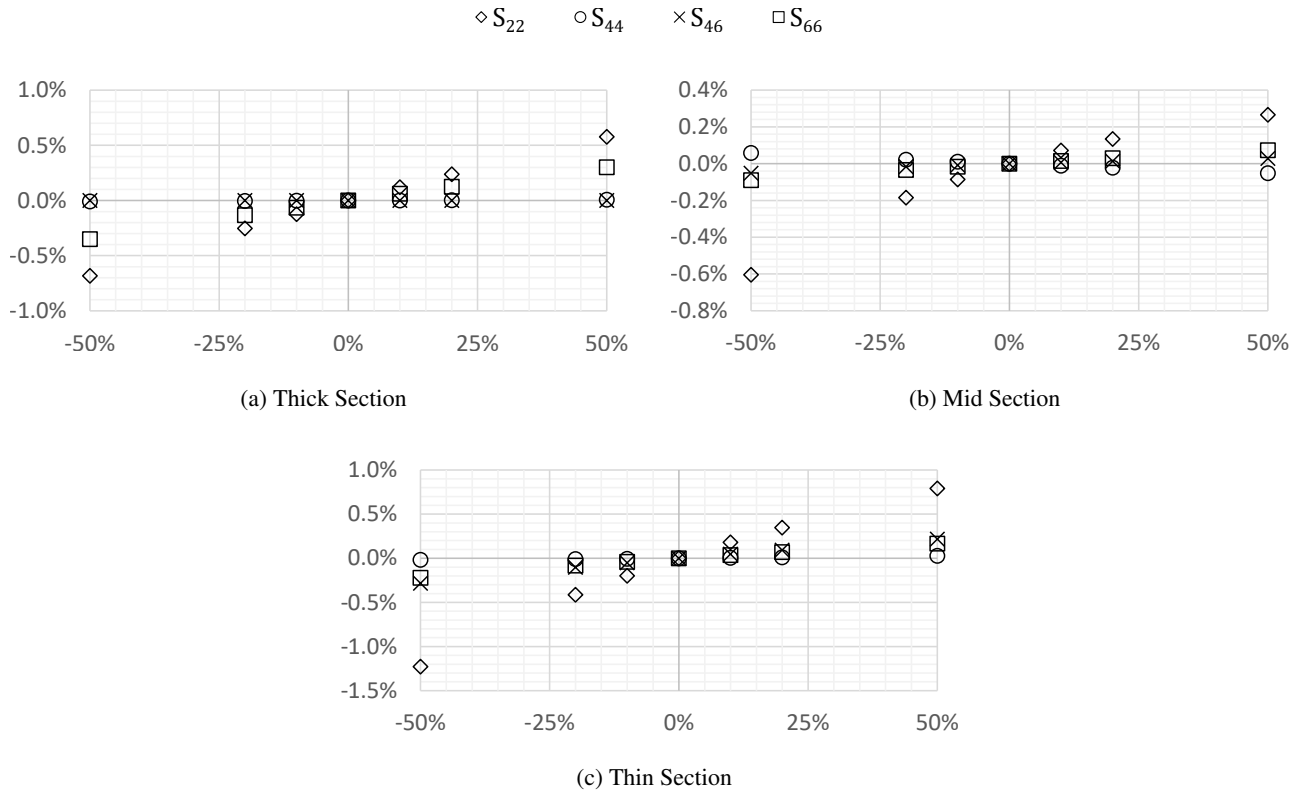 S22 S44 S46 S66
1.0%
0.5%
0.0%
-0.5%
-1.0%
-50% -25% 0% 25% 50%
(a) Thick Section
0.4%
0.2%
0.0%
-0.2%
-0.4%
-0.6%
-0.8%
-50% -25% 0% 25% 50%
(b) Mid Section
1.0%
0.5%
0.0%
-0.5%
-1.0%
-1.5%
-50% -25% 0% 25% 50%
(c) Thin Section